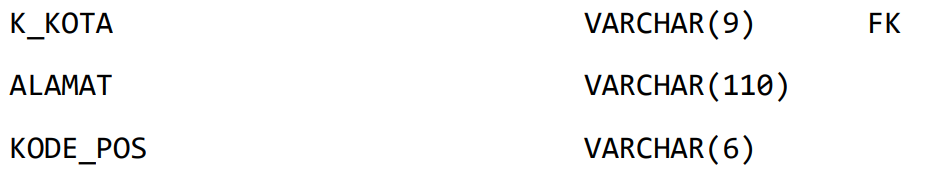 K_KOTA VARCHAR(9) FK
ALAMAT VARCHAR(110)
KODE_POS VARCHAR(6)